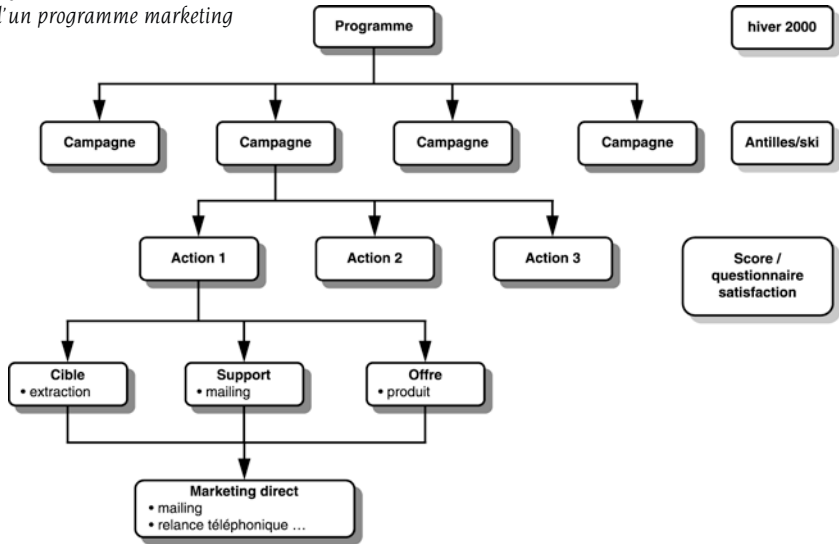 d'un programme marketing
Programme
hiver 2000
Campagne
Campagne
Campagne
Campagne
Antilles/ski
Action 1
Action 2
Action 3
Score /
questionnaire
satisfaction
Cible
• extraction
Support
• mailing
Offre
• produit
Marketing direct
• mailing
• relance téléphonique ...